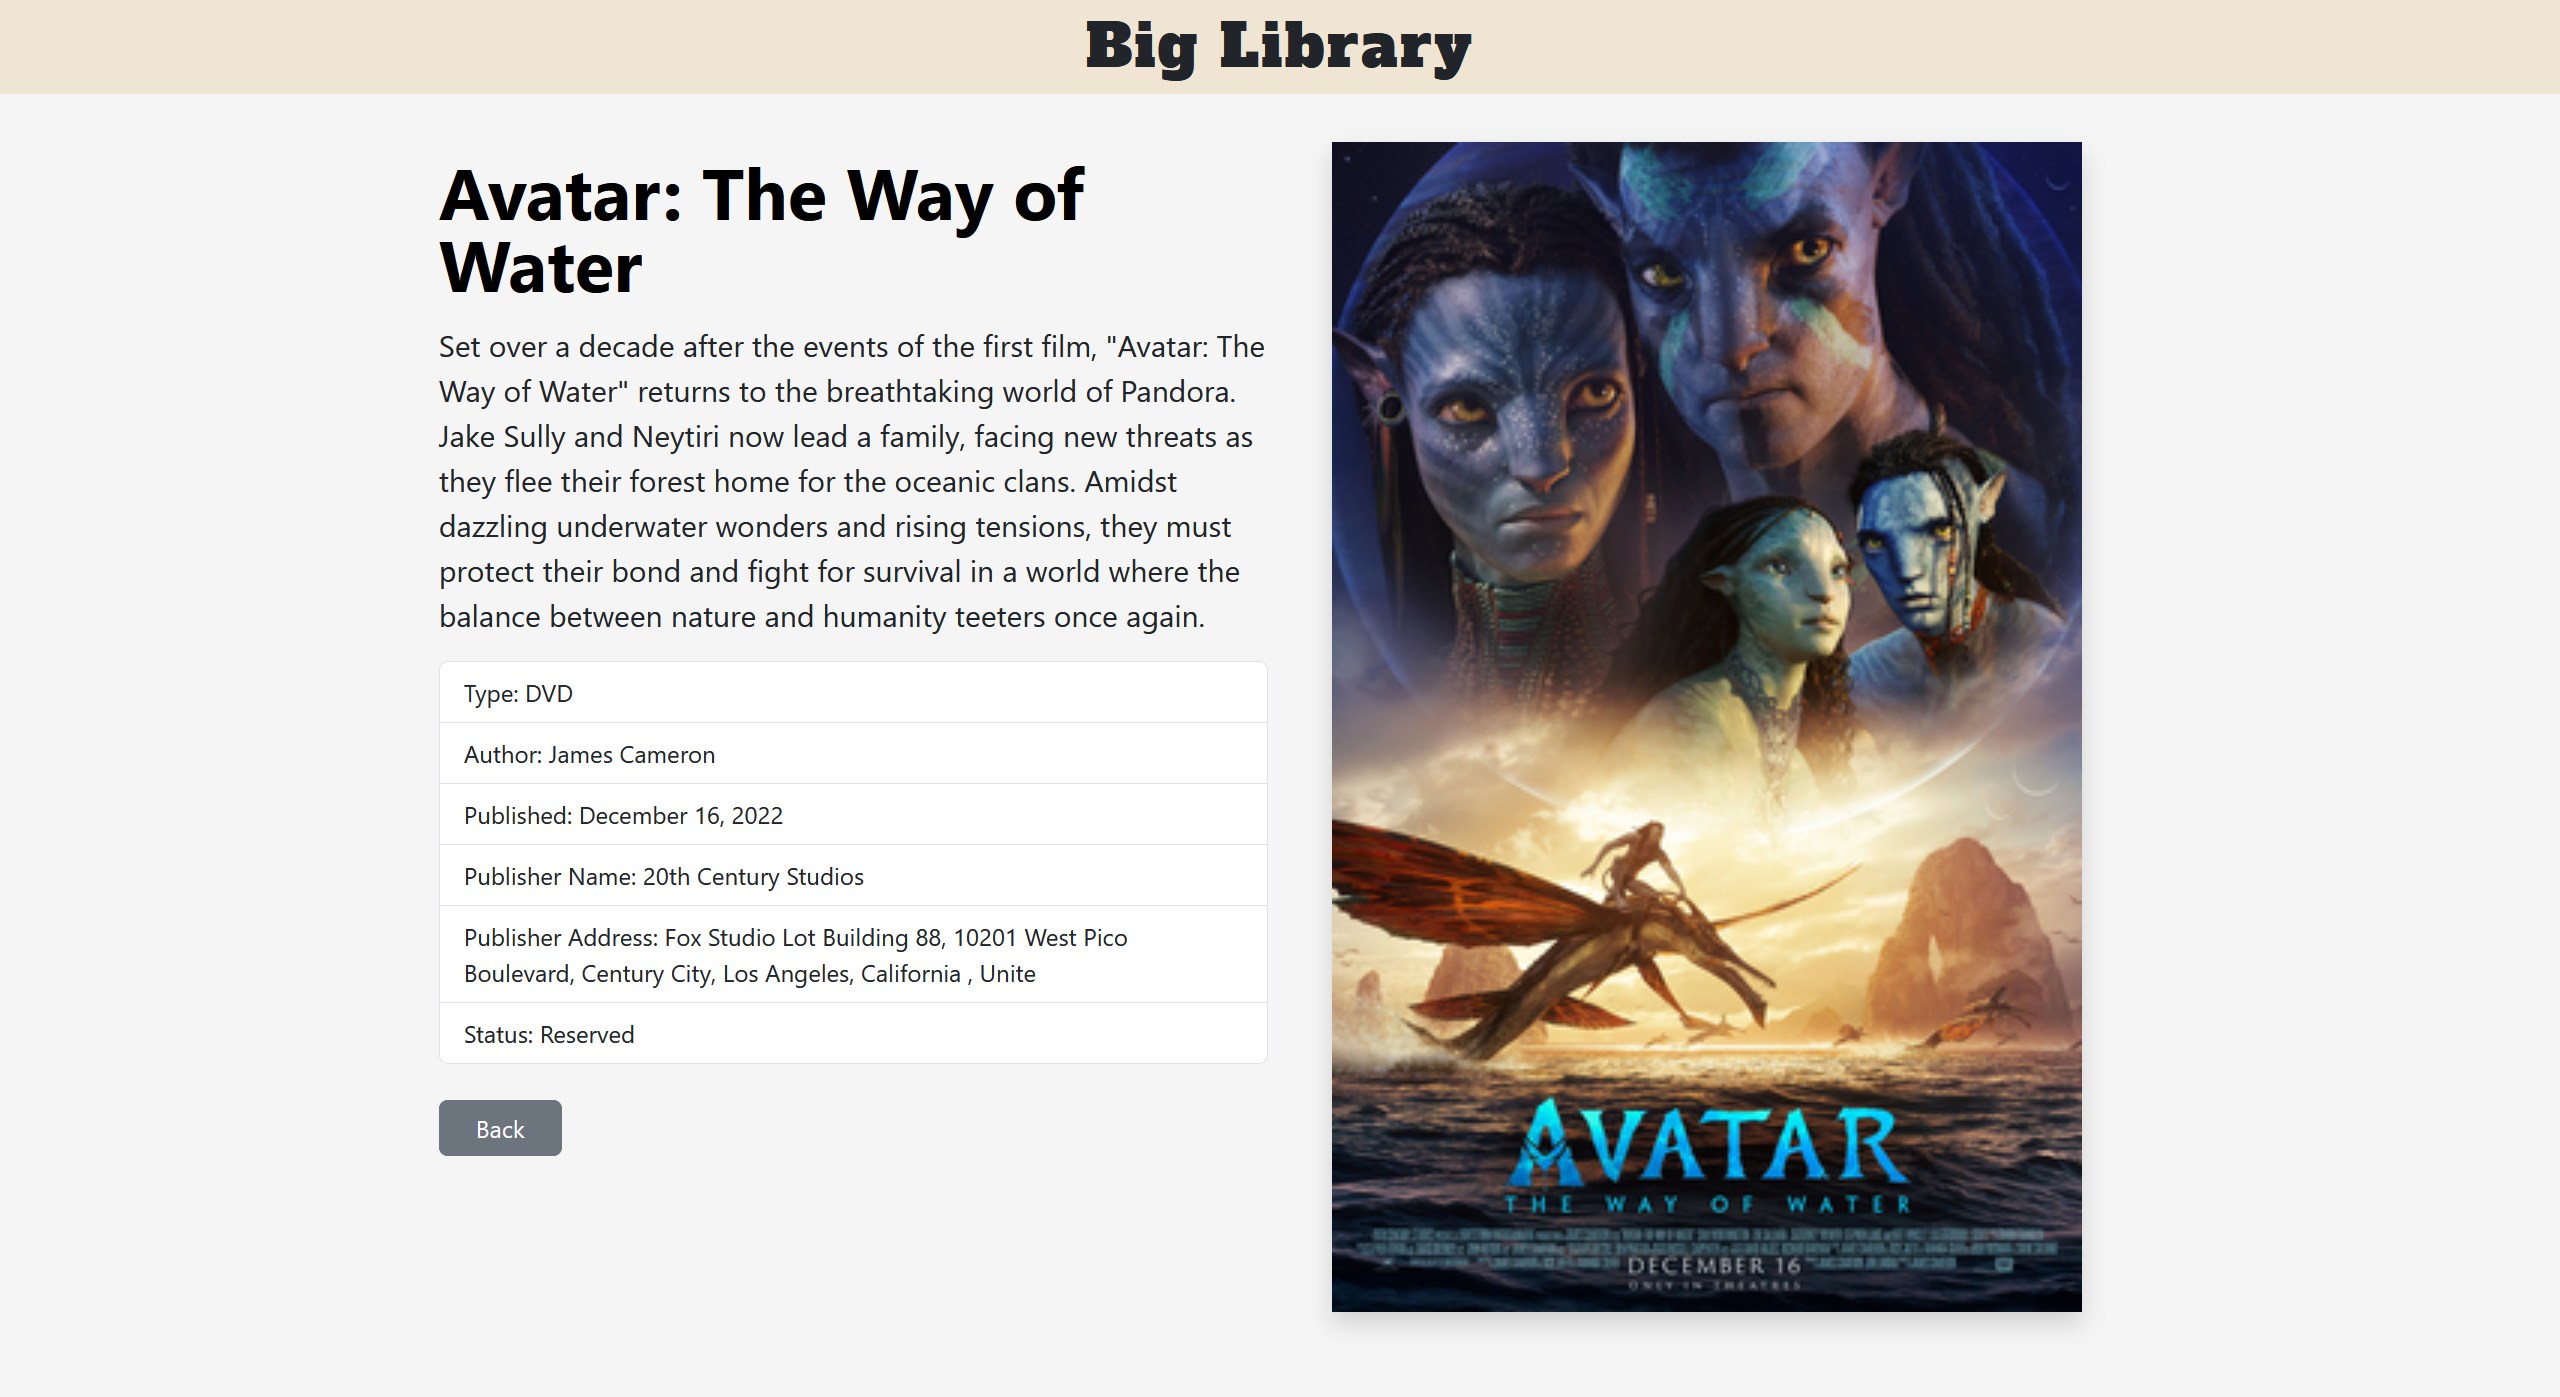 Big Library
Avatar: The Way of
Water
Set over a decade after the events of the first film, "Avatar: The
Way of Water" returns to the breathtaking world of Pandora.
Jake Sully and Neytiri now lead a family, facing new threats as
they flee their forest home for the oceanic clans. Amidst
dazzling underwater wonders and rising tensions, they must
protect their bond and fight for survival in a world where the
balance between nature and humanity teeters once again.
Type: DVD
Author: James Cameron
Published: December 16, 2022
Publisher Name: 20th Century Studios
Publisher Address: Fox Studio Lot Building 88, 10201 West Pico
Boulevard, Century City, Los Angeles, California , Unite
Status: Reserved
Back
AVATAR
THE WAY OF WATER
DECEMBER 16
ONLY IN THEATRES